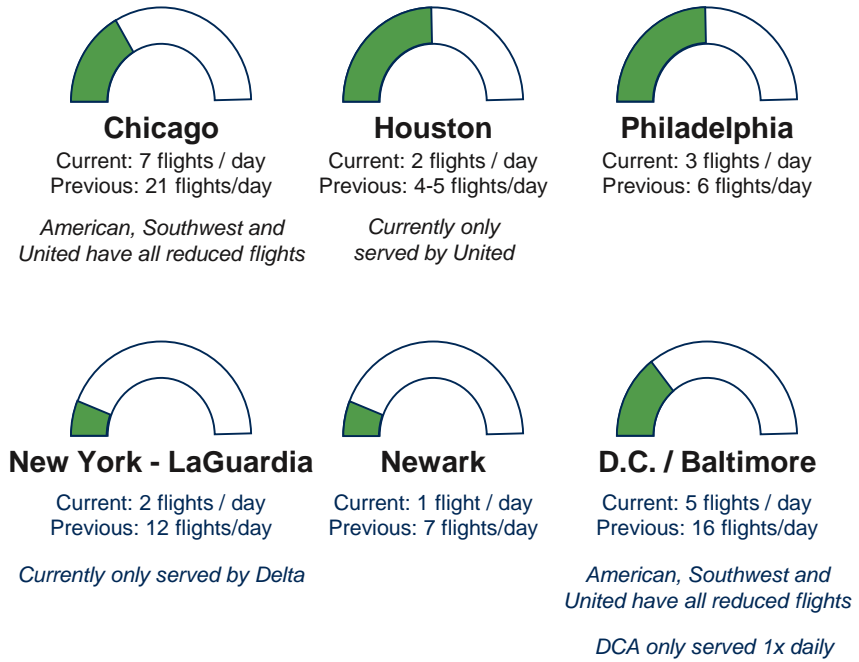 Chicago
Current: 7 flights / day
Previous: 21 flights/day
American, Southwest and
United have all reduced flights
Houston
Current: 2 flights / day
Previous: 4-5 flights/day
Currently only
served by United
Philadelphia
Current: 3 flights / day
Previous: 6 flights/day
New York - LaGuardia
Current: 2 flights / day
Previous: 12 flights/day
Currently only served by Delta
Newark
Current: 1 flight / day
Previous: 7 flights/day
D.C. / Baltimore
Current: 5 flights / day
Previous: 16 flights/day
American, Southwest and
United have all reduced flights
DCA only served 1x daily